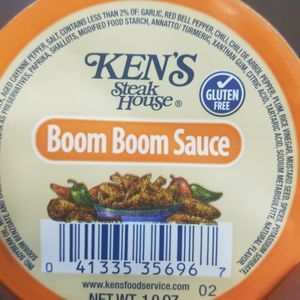 AGED CAYENNE PEPPER, SALT, CONTAINS LESS THAN 2% OF: GARLIC, RED BELL PEPPER, CHILI, CHILI DE ARBOL PEPPER, PLUM, RICE VINEGAR, MUSTARD SEED, SPICES, POTASSIUM SORBATE,
AS PRESERVATIVES, PAPRIKA, SHALLOTS, MODIFIED FOOD STARCH, ANNATTO/TURMERIC, XANTHAN GUM, CITRIC ACID, TARTARIC ACID, SODIUM METABISULFITE, NATURAL FLAVOR.
KEN'S
Steak
House®
GLUTEN
FREE
Boom Boom Sauce
0 41335 35696 7
www.kensfoodservice.com
02
NET WT.